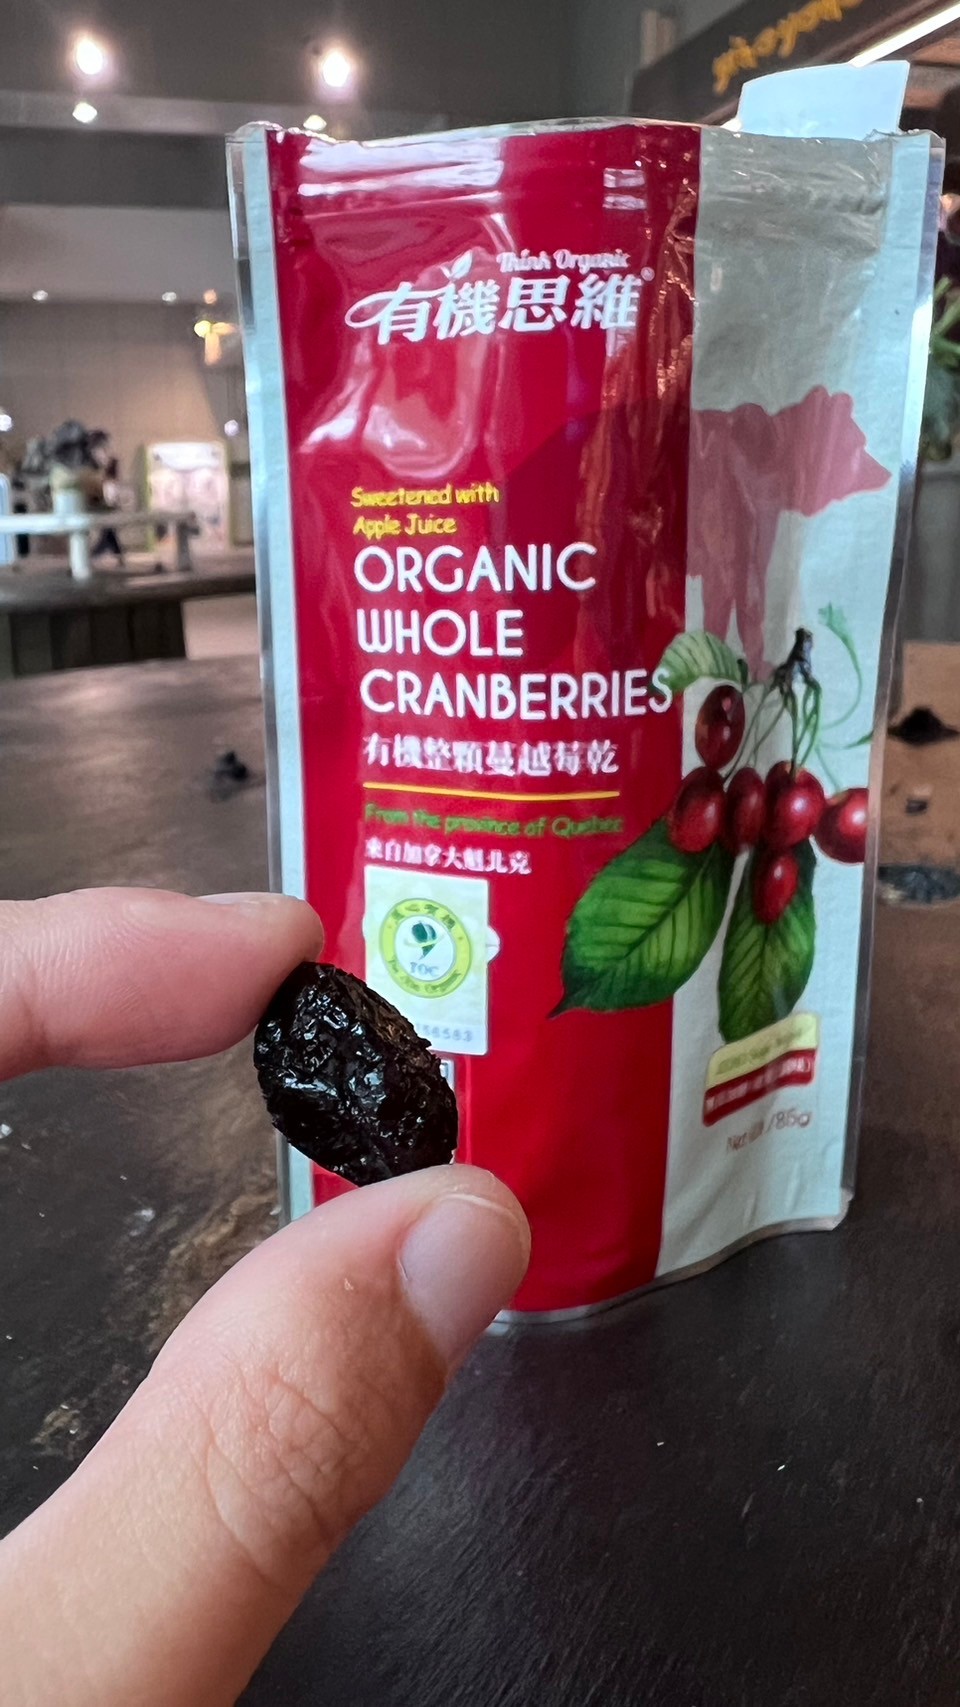 Think Organic
有機思維®
Sweetened with
Apple Juice
ORGANIC
WHOLE
CRANBERRIES
有機整顆蔓越莓乾
From the province of Quebec
來自加拿大魁北克
TOC
56583